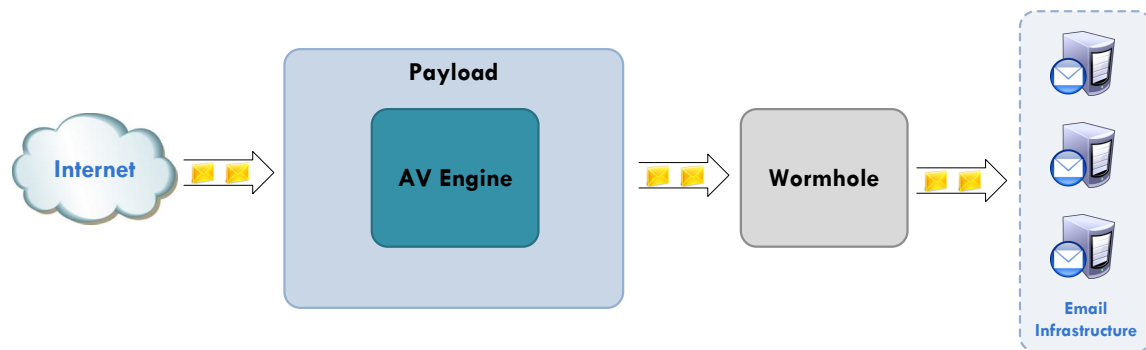 Payload
Internet
AV Engine
Wormhole
Email
Infrastructure